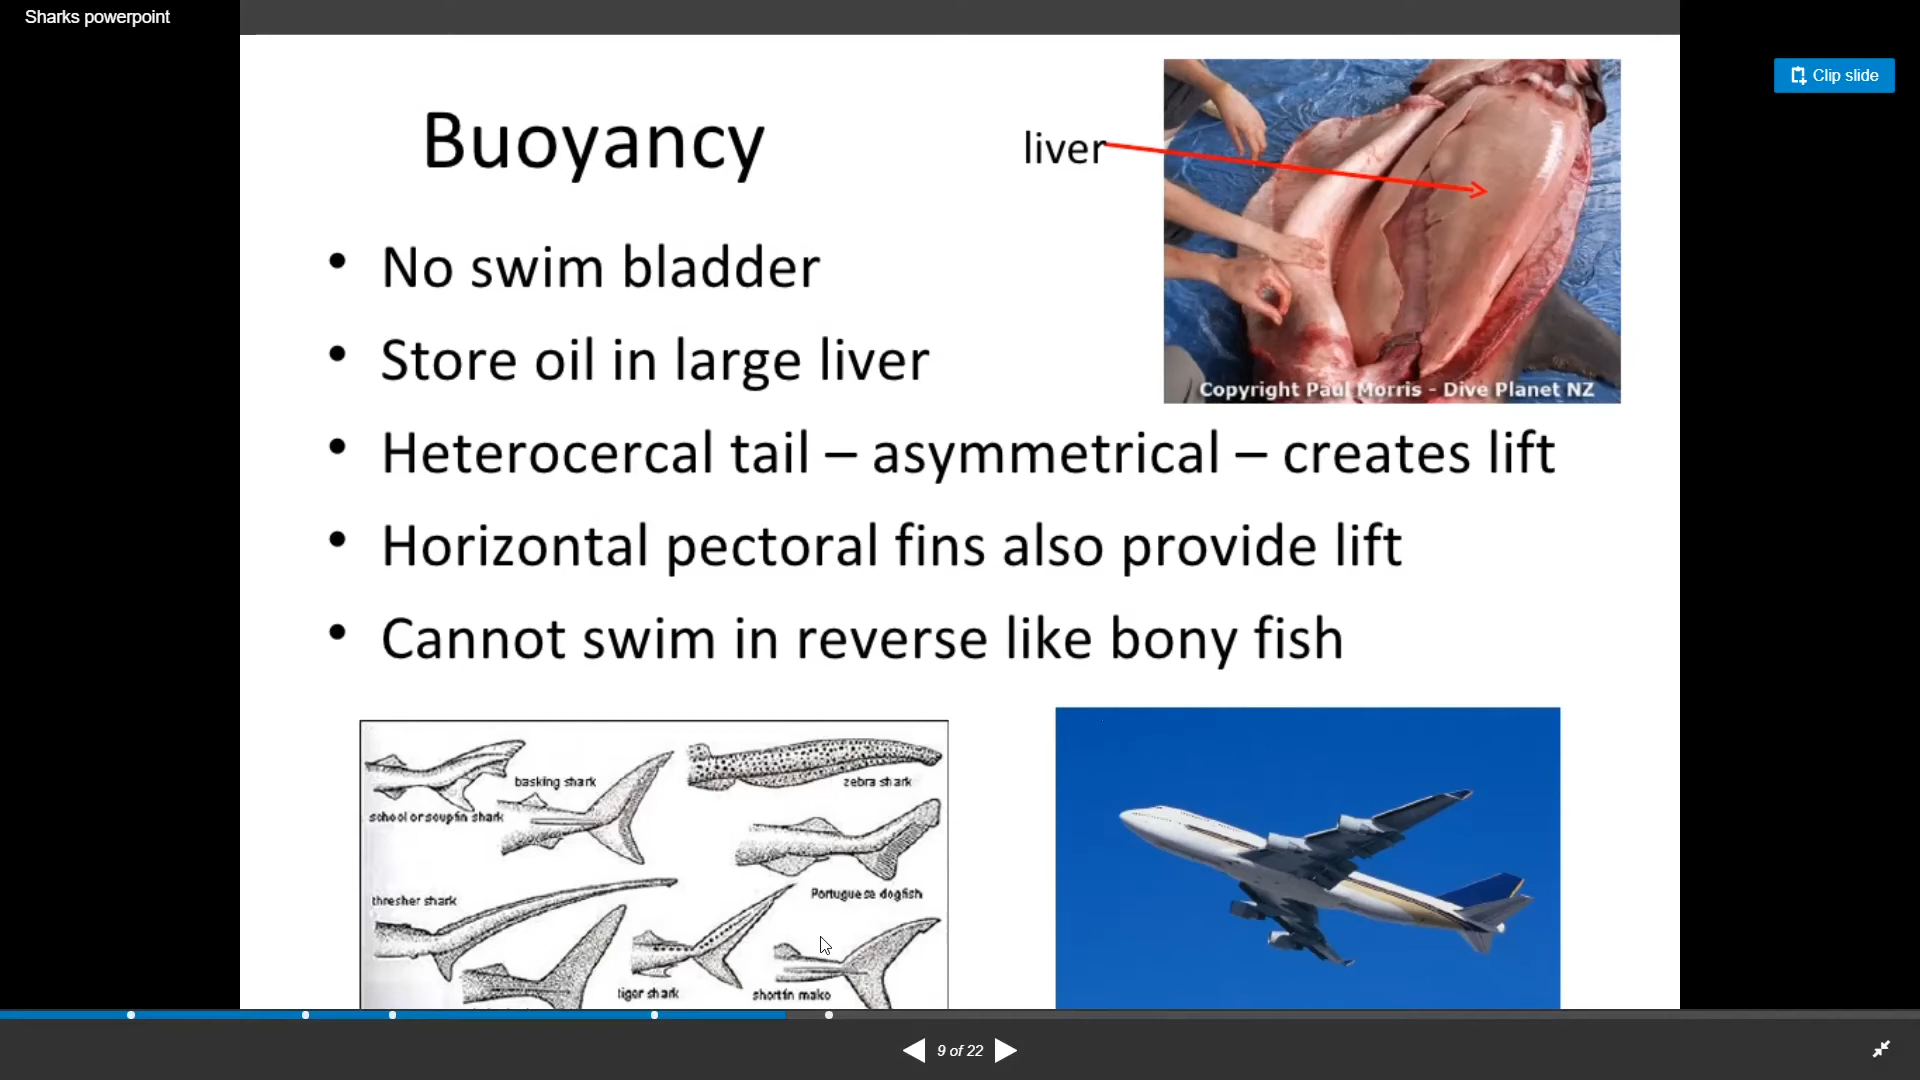 Sharks powerpoint
Clip slide
Buoyancy
liver
Copyright Paul Morris - Dive Planet NZ
• No swim bladder
• Store oil in large liver
• Heterocercal tail – asymmetrical – creates lift
• Horizontal pectoral fins also provide lift
• Cannot swim in reverse like bony fish
basking shark
zebra shark
school or soupfin shark
Portuguese dogfish
thresher shark
tiger shark
shortfin mako
9 of 22